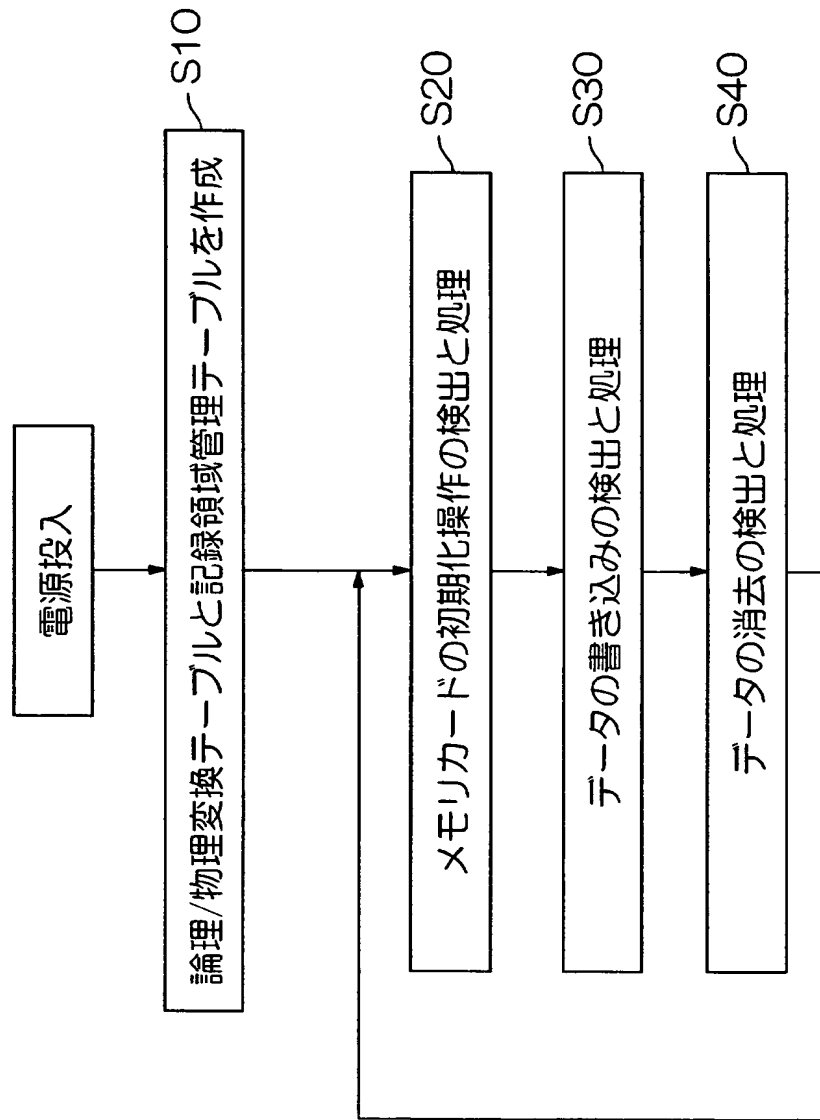 電源投入
論理/物理変換テーブルと記録領域管理テーブルを作成
S10
メモリカードの初期化操作の検出と処理
S20
データの書き込みの検出と処理
S30
データの消去の検出と処理
S40